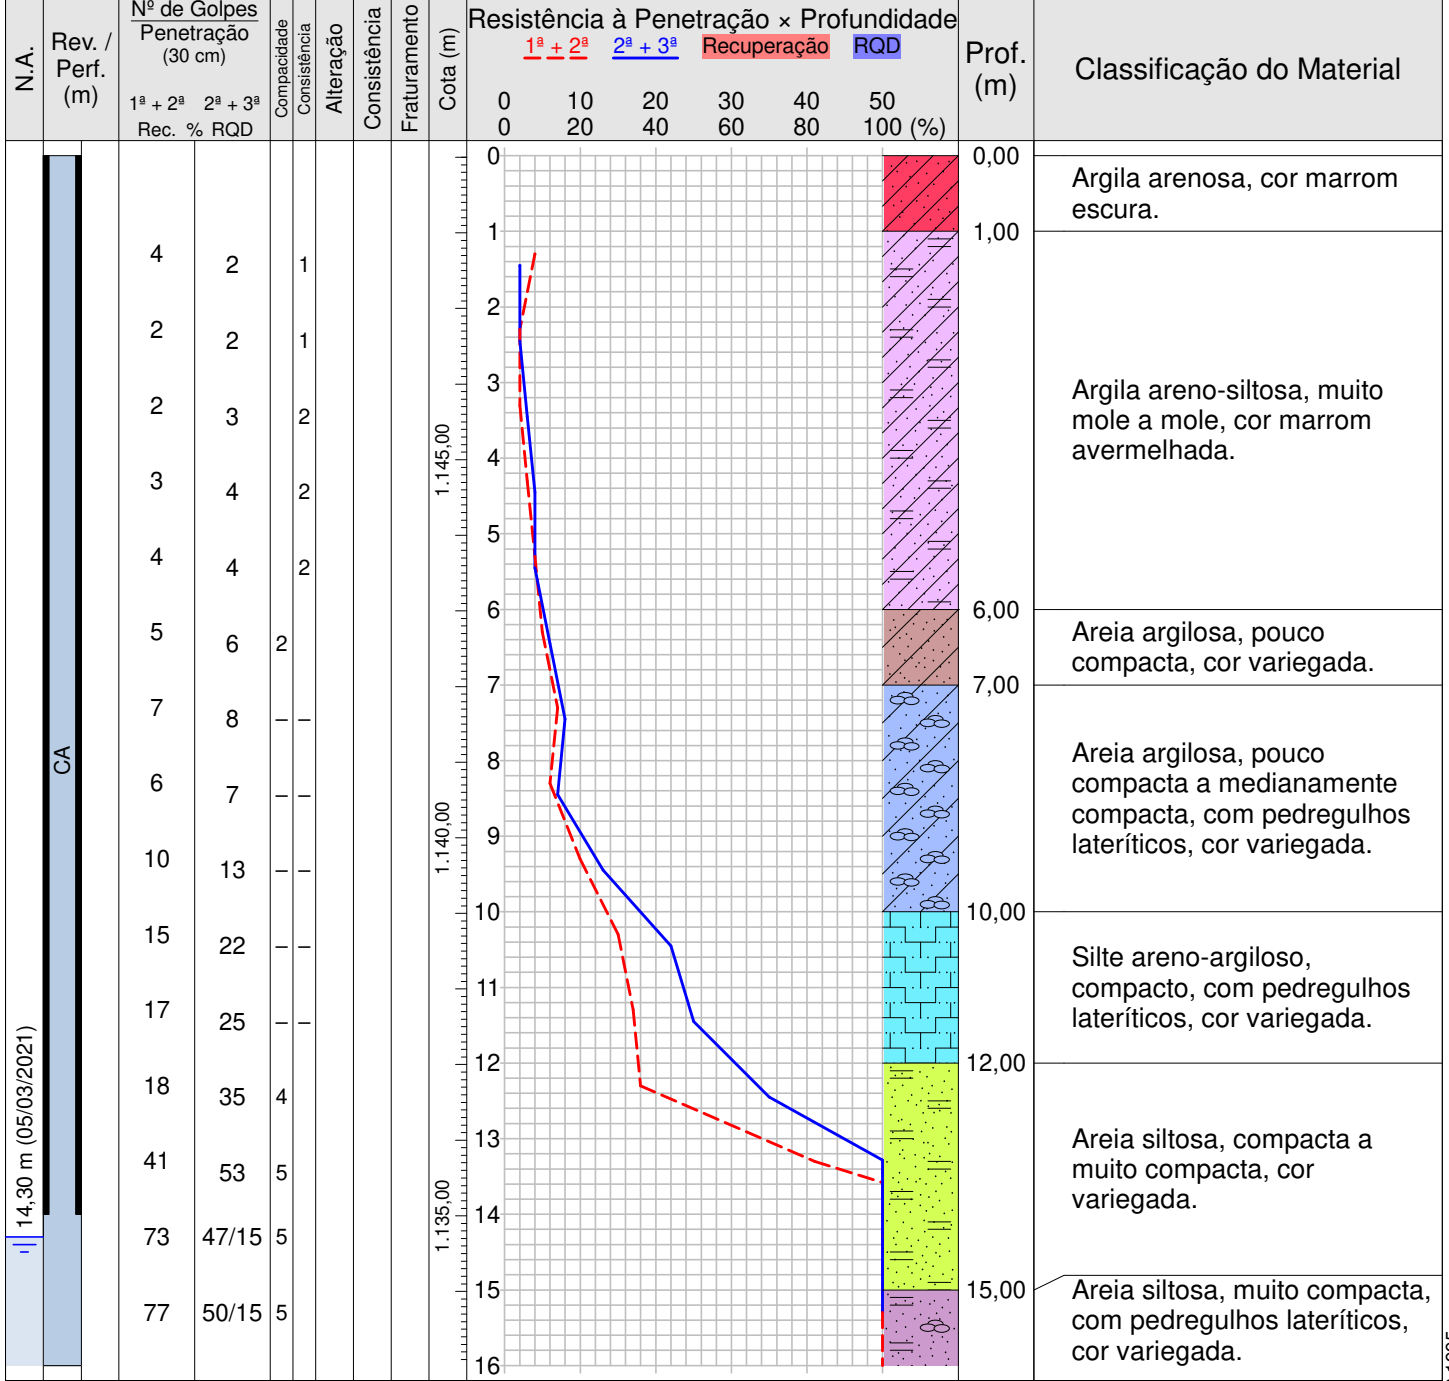 N.A.
Rev. /
Perf.
(m)
Nº de Golpes
Penetração
(30 cm)
1ª + 2ª 2ª + 3ª
Rec. % RQD
Compacidade
Consistência
Alteração
Consistência
Fraturamento
Cota (m)
Resistência à Penetração × Profundidade
1ª + 2ª 2ª + 3ª Recuperação RQD
0 10 20 30 40 50
0 20 40 60 80 100 (%)
Prof.
(m)
Classificação do Material
0 0,00
Argila arenosa, cor marrom
escura.
1 1,00
4 2 1
2
2 2 1
3
2 3 2
Argila areno-siltosa, muito
mole a mole, cor marrom
avermelhada.
1.145,00
4
3 4 2
5
4 4 2
6 6,00
5 6 2
Areia argilosa, pouco
compacta, cor variegada.
7 7,00
7 8 – –
CA
8
6 7 – –
Areia argilosa, pouco
compacta a medianamente
compacta, com pedregulhos
lateríticos, cor variegada.
1.140,00
9
10 13 – –
10 10,00
15 22 – –
Silte areno-argiloso,
compacto, com pedregulhos
lateríticos, cor variegada.
11
17 25 – –
12 12,00
18 35 4
13
41 53 5
Areia siltosa, compacta a
muito compacta, cor
variegada.
14,30 m (05/03/2021)
1.135,00
14
73 47/15 5
15 15,00
77 50/15 5
Areia siltosa, muito compacta,
com pedregulhos lateríticos,
cor variegada.
16